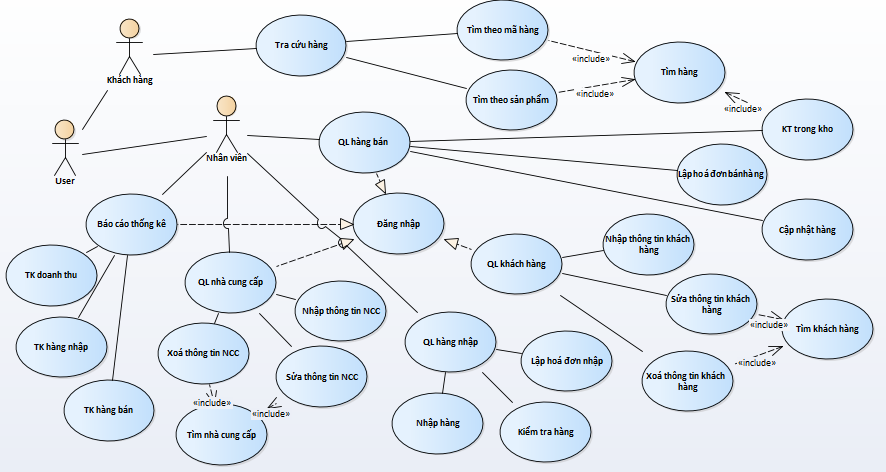 Tìm theo mã hàng
Tra cứu hàng
«include»
Tìm hàng
Khách hàng
Tìm theo sản phẩm
«include»
«include»
KT trong kho
QL hàng bán
Nhân viên
User
Lập hoá đơn bánhàng
Báo cáo thống kê
Đăng nhập
Cập nhật hàng
Nhập thông tin khách
hàng
QL khách hàng
TK doanh thu
QL nhà cung cấp
Sửa thông tin khách
hàng
Nhập thông tin NCC
«include»
Tìm khách hàng
TK hàng nhập
Xoá thông tin NCC
QL hàng nhập
Lập hoá đơn nhập
«include»
Sửa thông tin NCC
Xoá thông tin khách
hàng
«include»
«include»
TK hàng bán
Nhập hàng
Kiểm tra hàng
Tìm nhà cung cấp